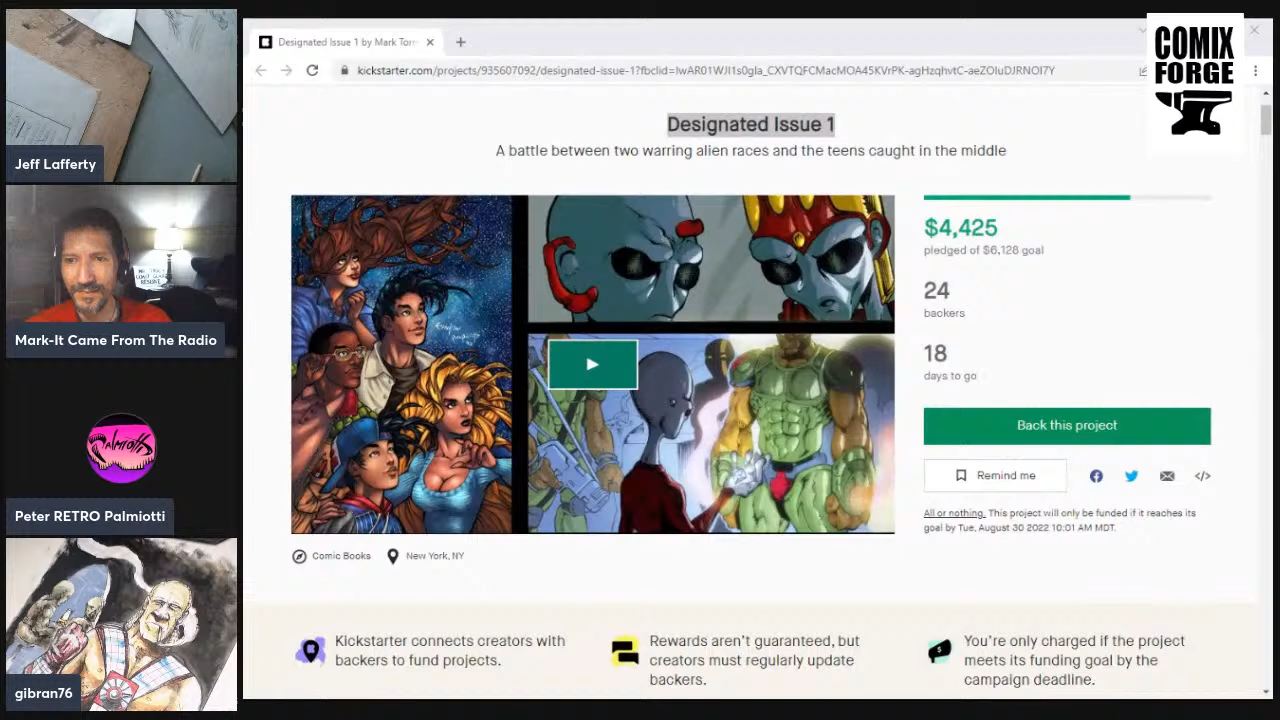 Designated Issue 1 by Mark Torr
kickstarter.com/projects/935607092/designated-issue-1?fbclid=IwAR01WJI1s0gIa_CXVTQFCMacMOA45KVrPK-agHzqhvtC-aeZOIuDJRNOI7Y
COMIX
FORGE
Designated Issue 1
A battle between two warring alien races and the teens caught in the middle
Jeff Lafferty
$4,425
pledged of $6,128 goal
24
backers
18
days to go
Mark-It Came From The Radio
Back this project
Remind me
Palmiotti
Peter RETRO Palmiotti
All or nothing. This project will only be funded if it reaches its
goal by Tue, August 30 2022 10:01 AM MDT.
Comic Books
New York, NY
Kickstarter connects creators with
backers to fund projects.
Rewards aren't guaranteed, but
creators must regularly update
backers.
You're only charged if the project
meets its funding goal by the
campaign deadline.
gibran76